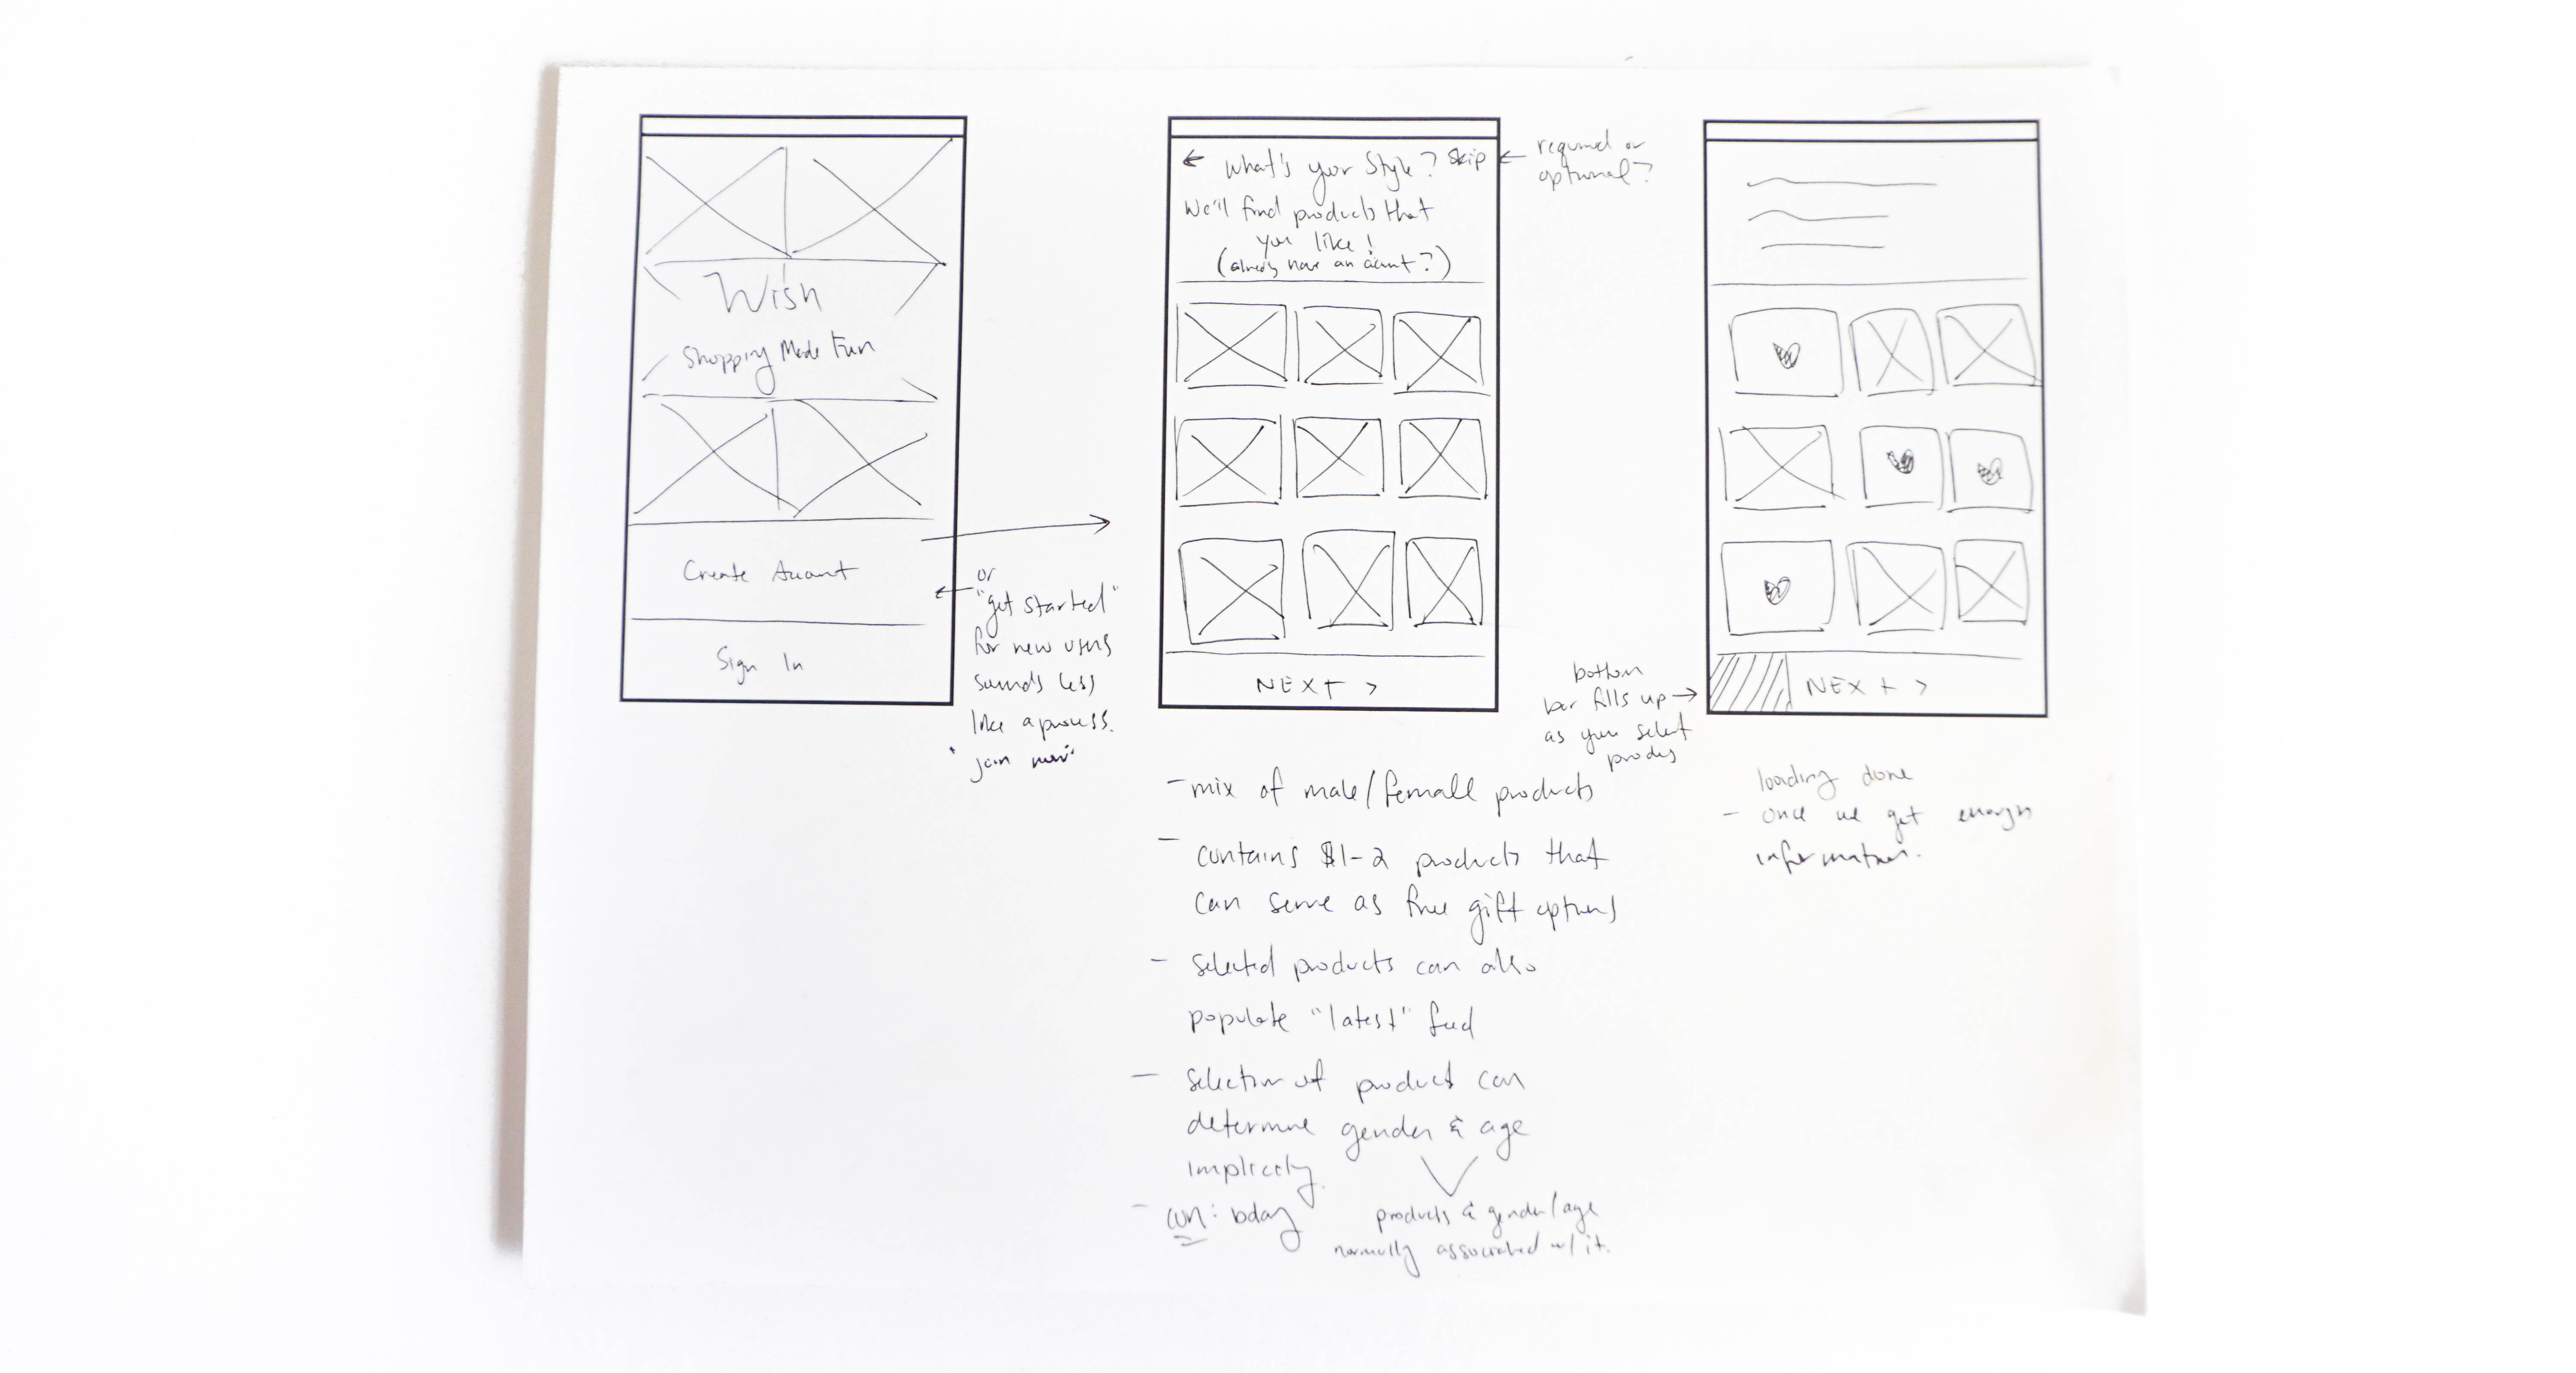 Wish
Shopping Made Fun
Create Account
Sign In
or
"get started"
for new users
sounds less
like a process.
"join now"
← What's your Style? Skip
We'll find products that
you like!
(already have an account?)
NEXT >
← required or
optional?
- mix of male/female products
- contains $1-2 products that
can serve as free gift options
- selected products can also
populate "latest" feed
- selection of product can
determine gender & age
implicitly.
- con: bday
products & gender/age
normally associated w/ it.
bottom
bar fills up →
as you select
NEXT >
loading done
- once we get enough
information.